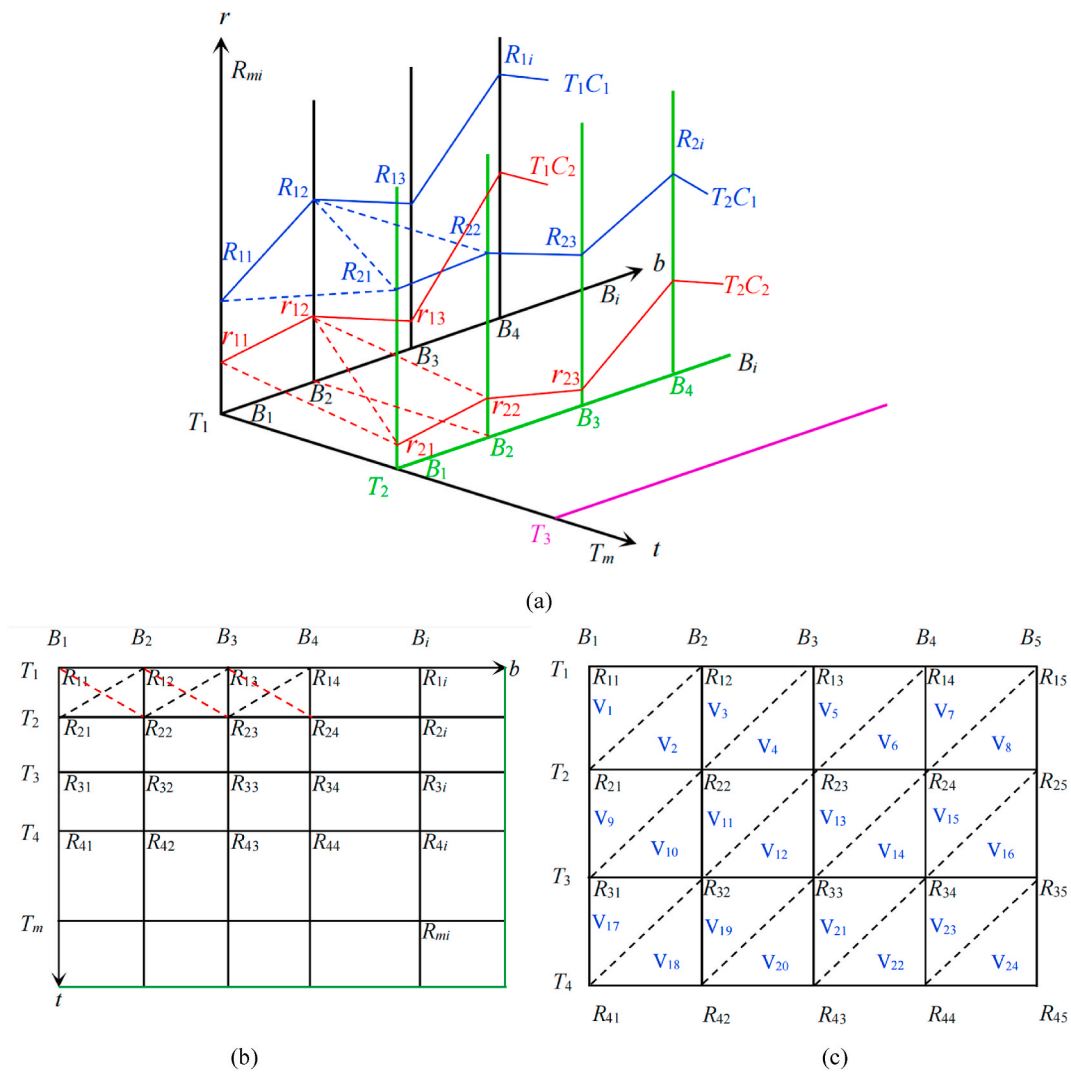 r
R₁ᵢ
Rₘᵢ
T₁C₁
R₂ᵢ
T₁C₂
R₁₃
R₁₂
T₂C₁
R₂₂
R₁₁
R₂₃
R₂₁
b
T₂C₂
Bᵢ
r₁₂
r₁₃
B₄
r₁₁
B₃
Bᵢ
r₂₃
B₄
B₂
r₂₂
B₃
T₁
B₁
r₂₁
B₂
B₁
T₂
T₃
Tₘ
t
(a)
B₁ B₂ B₃ B₄ Bᵢ
T₁ b
R₁₁ R₁₂ R₁₃ R₁₄ R₁ᵢ
T₂
R₂₁ R₂₂ R₂₃ R₂₄ R₂ᵢ
T₃
R₃₁ R₃₂ R₃₃ R₃₄ R₃ᵢ
T₄
R₄₁ R₄₂ R₄₃ R₄₄ R₄ᵢ
Tₘ
Rₘᵢ
t
(b)
B₁ B₂ B₃ B₄ B₅
T₁
R₁₁ R₁₂ R₁₃ R₁₄ R₁₅
V₁ V₃ V₅ V₇
V₂ V₄ V₆ V₈
T₂
R₂₁ R₂₂ R₂₃ R₂₄ R₂₅
V₉ V₁₁ V₁₃ V₁₅
V₁₀ V₁₂ V₁₄ V₁₆
T₃
R₃₁ R₃₂ R₃₃ R₃₄ R₃₅
V₁₇ V₁₉ V₂₁ V₂₃
V₁₈ V₂₀ V₂₂ V₂₄
T₄
R₄₁ R₄₂ R₄₃ R₄₄ R₄₅
(c)